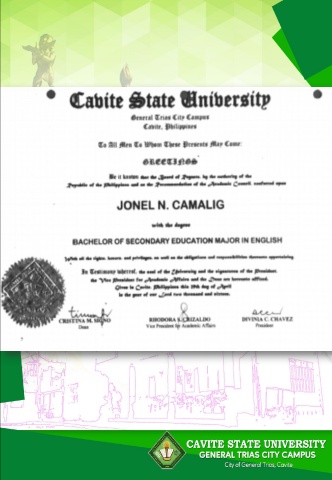 Cavite State University
General Trias City Campus
Cavite, Philippines
To All Men To Whom These Presents May Come:
GREETINGS
Be it known that the Board of Regents, by the authority of the
Republic of the Philippines and on the Recommendation of the Academic Council, conferred upon
JONEL N. CAMALIG
with the degree
BACHELOR OF SECONDARY EDUCATION MAJOR IN ENGLISH
With all the rights, honors and privileges, as well as the obligations and responsibilities thereunto appertaining
In Testimony whereof, the seal of the University and the signatures of the President,
the Vice President for Academic Affairs and the Dean are hereunto affixed.
Given in Cavite, Philippines this 19th day of April
in the year of our Lord two thousand and sixteen.
CRISTINA M. SIGNO RHODORA S. CRIZALDO DIVINIA C. CHAVEZ
Dean Vice President for Academic Affairs President
CAVITE STATE UNIVERSITY
GENERAL TRIAS CITY CAMPUS
City of General Trias, Cavite